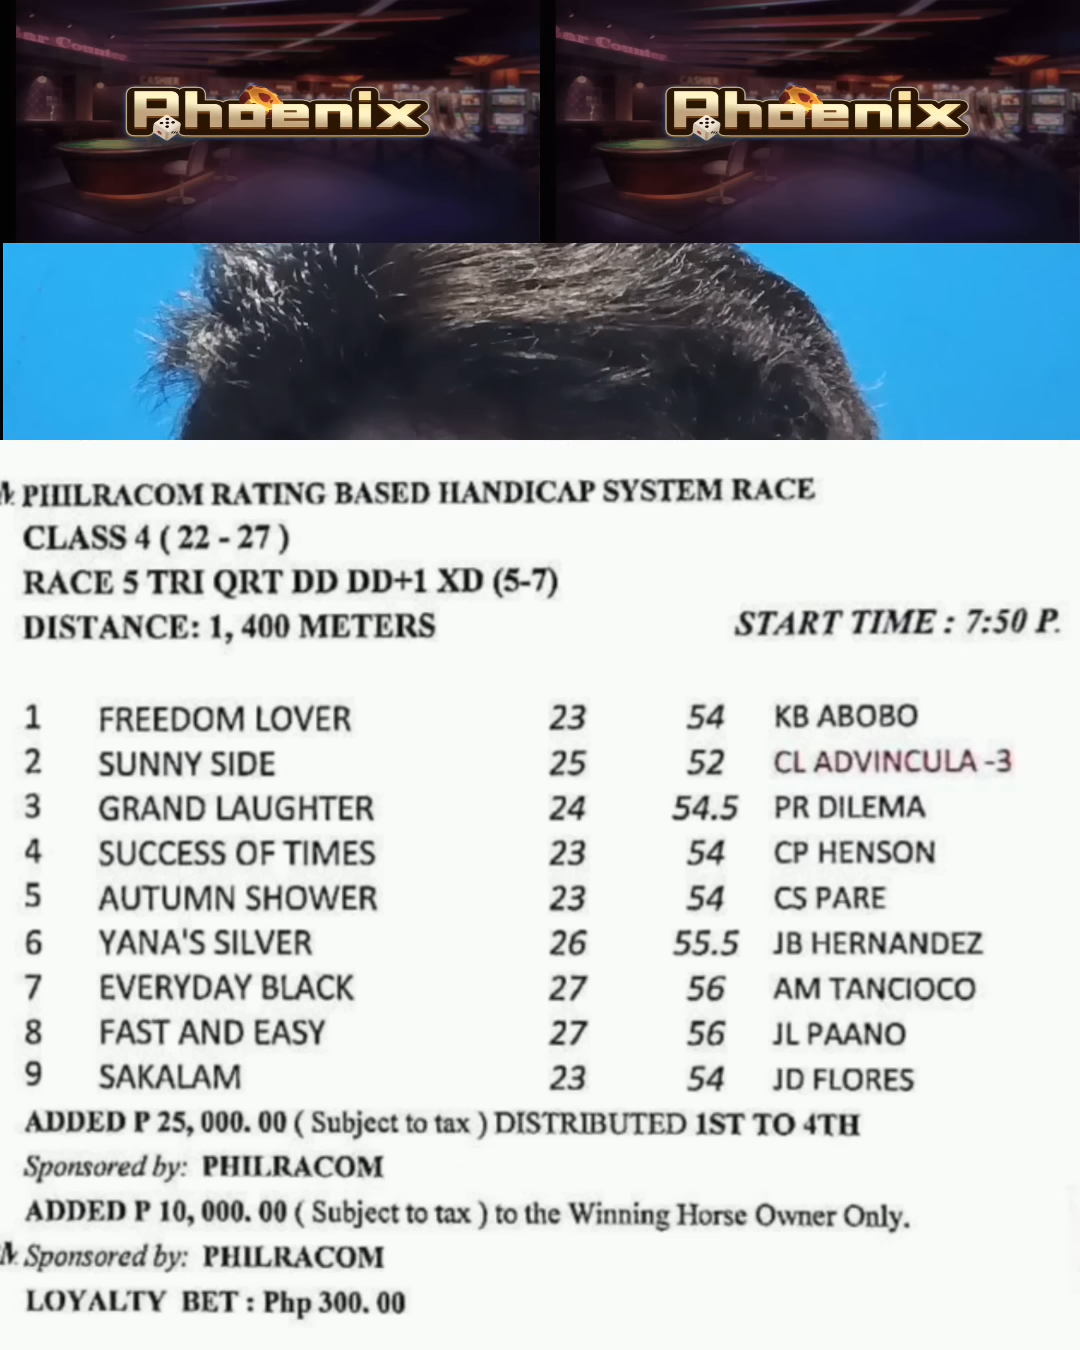 Bar Counter
CASHIER
Phoenix
Bar Counter
CASHIER
Phoenix
PHILRACOM RATING BASED HANDICAP SYSTEM RACE
CLASS 4 ( 22 - 27 )
RACE 5 TRI QRT DD DD+1 XD (5-7)
DISTANCE: 1, 400 METERS START TIME : 7:50 P.
1 FREEDOM LOVER 23 54 KB ABOBO
2 SUNNY SIDE 25 52 CL ADVINCULA -3
3 GRAND LAUGHTER 24 54.5 PR DILEMA
4 SUCCESS OF TIMES 23 54 CP HENSON
5 AUTUMN SHOWER 23 54 CS PARE
6 YANA'S SILVER 26 55.5 JB HERNANDEZ
7 EVERYDAY BLACK 27 56 AM TANCIOCO
8 FAST AND EASY 27 56 JL PAANO
9 SAKALAM 23 54 JD FLORES
ADDED P 25, 000. 00 ( Subject to tax ) DISTRIBUTED 1ST TO 4TH
Sponsored by: PHILRACOM
ADDED P 10, 000. 00 ( Subject to tax ) to the Winning Horse Owner Only.
Sponsored by: PHILRACOM
LOYALTY BET : Php 300. 00